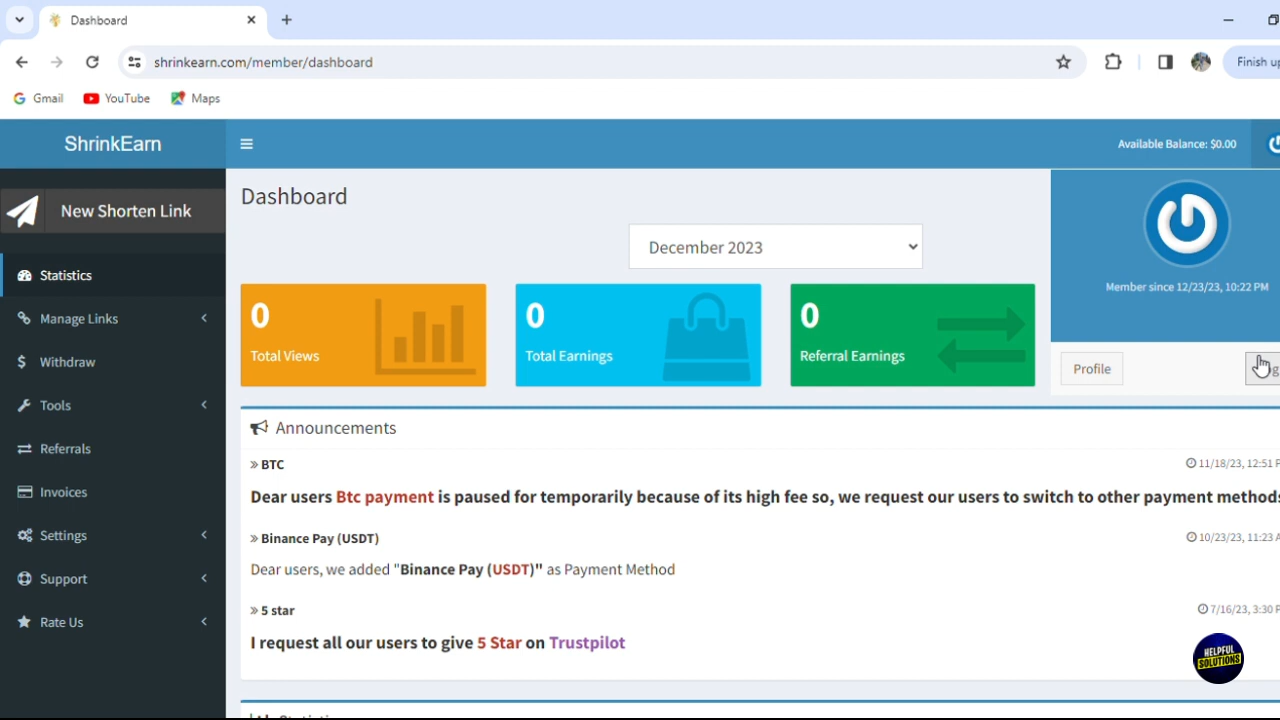 Dashboard
shrinkearn.com/member/dashboard
Finish up
Gmail
YouTube
Maps
ShrinkEarn
Available Balance: $0.00
New Shorten Link
Dashboard
December 2023
Member since 12/23/23, 10:22 PM
Profile
Statistics
Manage Links
Withdraw
Tools
Referrals
Invoices
Settings
Support
Rate Us
0
Total Views
0
Total Earnings
0
Referral Earnings
Announcements
» BTC
11/18/23, 12:51 P
Dear users Btc payment is paused for temporarily because of its high fee so, we request our users to switch to other payment methods
» Binance Pay (USDT)
10/23/23, 11:23 A
Dear users, we added "Binance Pay (USDT)" as Payment Method
» 5 star
7/16/23, 3:30 P
I request all our users to give 5 Star on Trustpilot
HELPFUL
SOLUTIONS